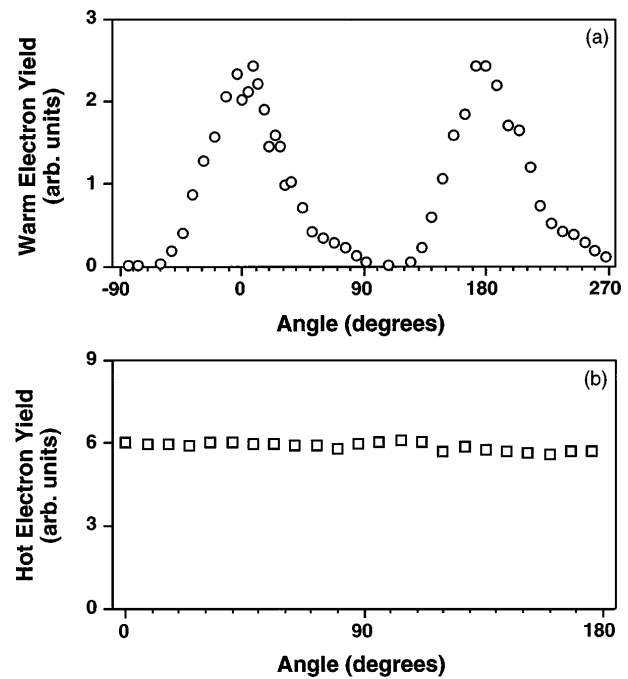 3
(a)
2
1
0
Warm Electron Yield
(arb. units)
-90
0
90
180
270
Angle (degrees)
9
(b)
6
3
0
Hot Electron Yield
(arb. units)
0
90
180
Angle (degrees)